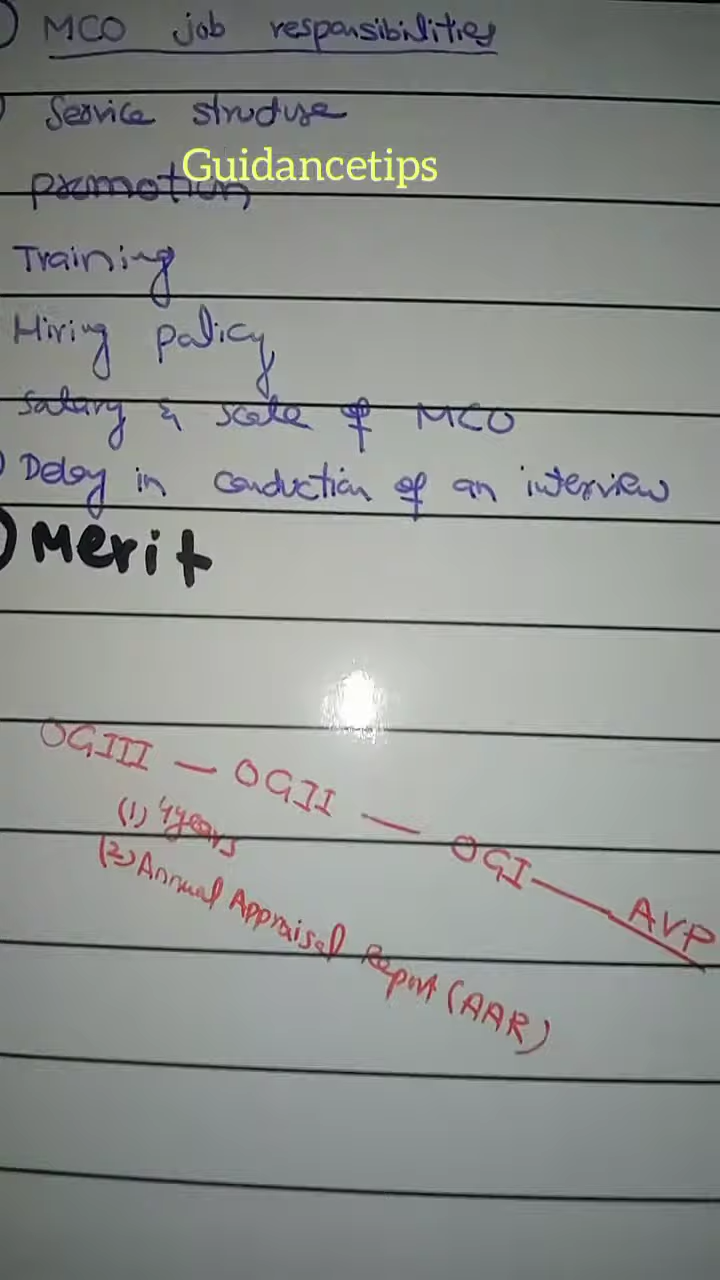 MCO job responsibilities
Service structure
Guidancetips
promotion
Training
Hiring policy
Salary & scale of MCO
Delay in conduction of an interview
Merit
OGIII — OGII — OGI — AVP
(1) 4years
(2) Annual Appraisal Report (AAR)